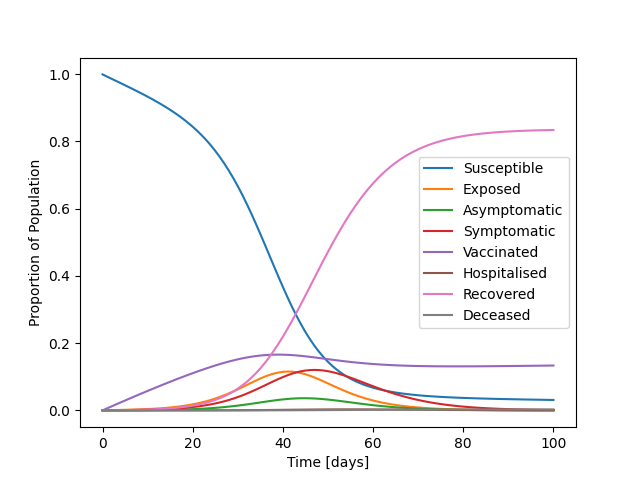 1.0
0.8
0.6
0.4
0.2
0.0
Proportion of Population
0 20 40 60 80 100
Time [days]
Susceptible
Exposed
Asymptomatic
Symptomatic
Vaccinated
Hospitalised
Recovered
Deceased